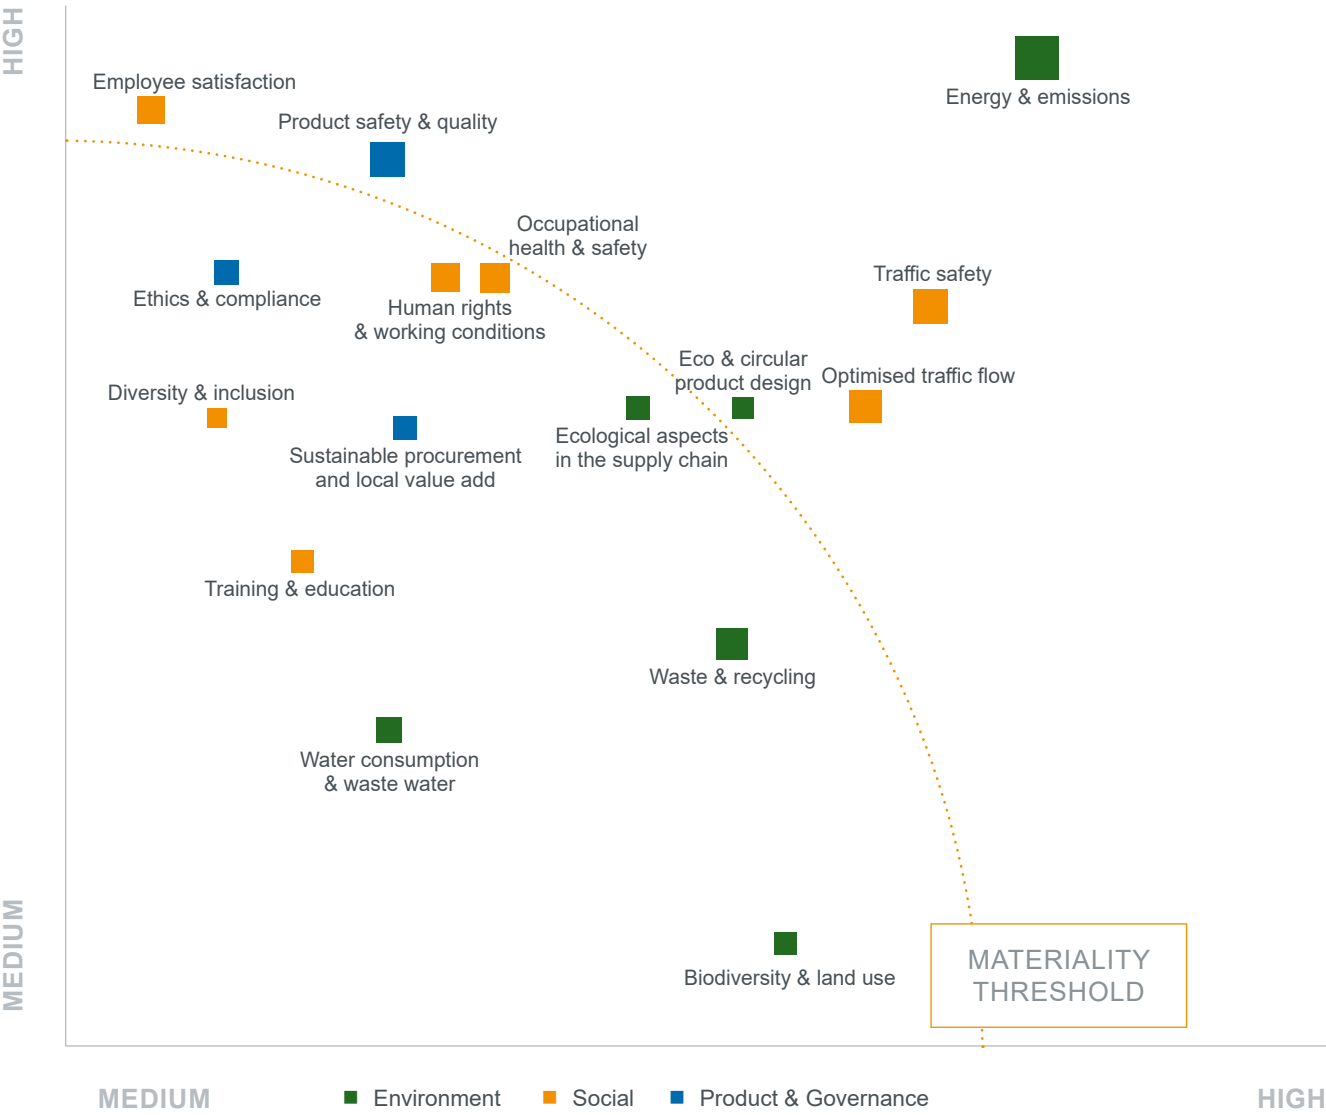 HIGH
Employee satisfaction
Energy & emissions
Product safety & quality
Occupational
health & safety
Traffic safety
Ethics & compliance
Human rights
& working conditions
Eco & circular
product design
Optimised traffic flow
Diversity & inclusion
Ecological aspects
in the supply chain
Sustainable procurement
and local value add
Training & education
Waste & recycling
Water consumption
& waste water
MEDIUM
MATERIALITY
THRESHOLD
Biodiversity & land use
MEDIUM
Environment
Social
Product & Governance
HIGH